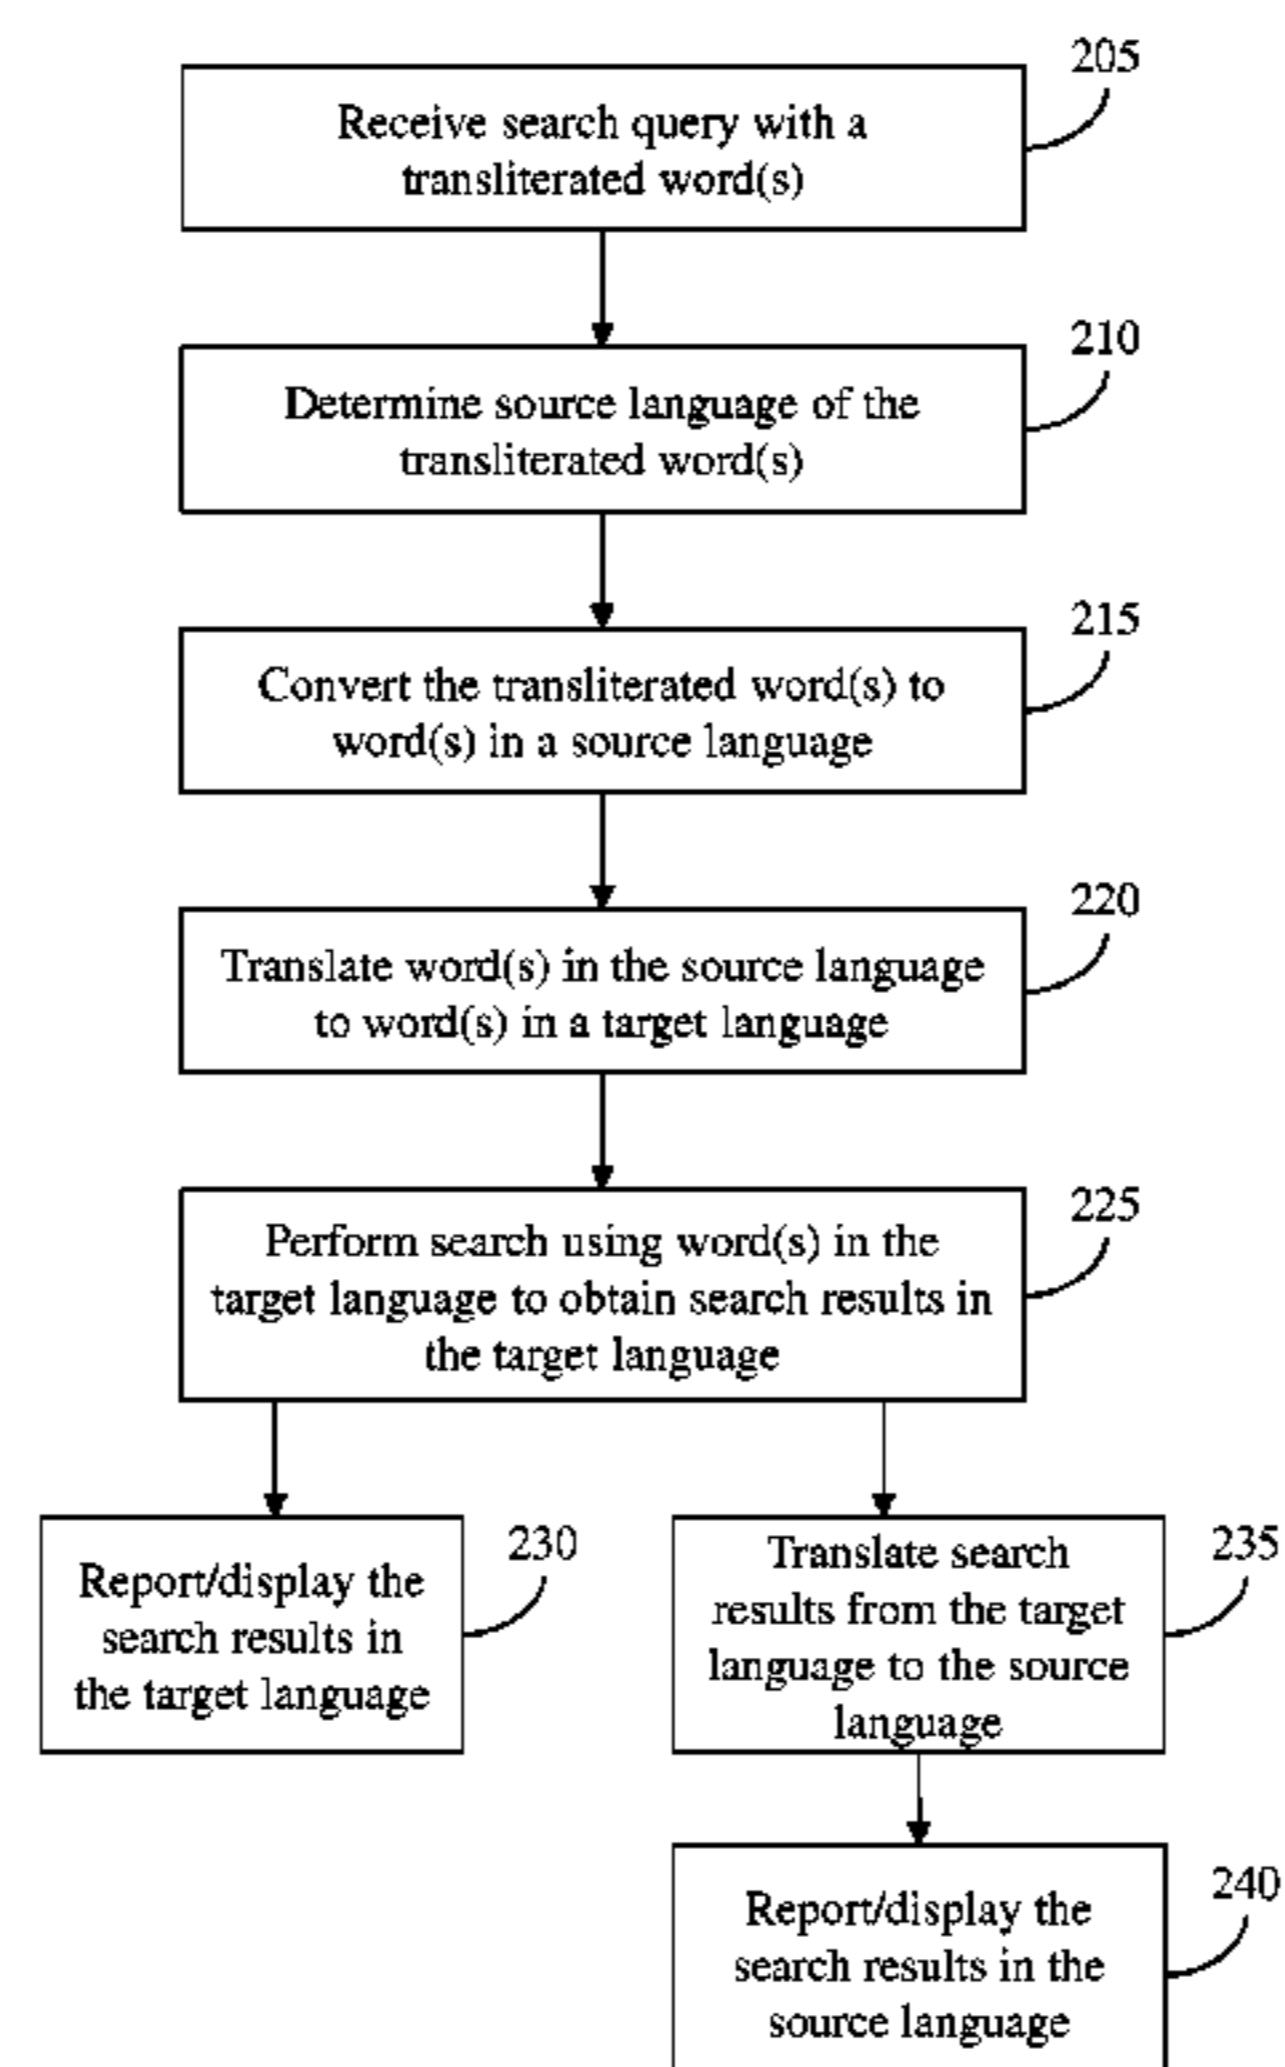 205
Receive search query with a
transliterated word(s)
210
Determine source language of the
transliterated word(s)
215
Convert the transliterated word(s) to
word(s) in a source language
220
Translate word(s) in the source language
to word(s) in a target language
225
Perform search using word(s) in the
target language to obtain search results in
the target language
230
Report/display the
search results in
the target language
235
Translate search
results from the target
language to the source
language
240
Report/display the
search results in the
source language